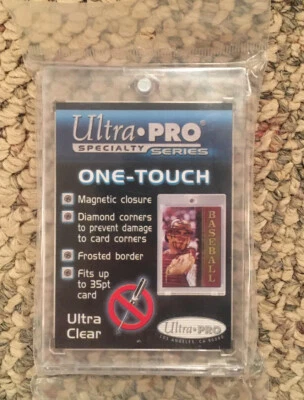 Ultra•PRO
SPECIALTY SERIES
ONE-TOUCH
Magnetic closure
Diamond corners
to prevent damage
to card corners
Frosted border
Fits up
to 35pt
card
BASEBALL
Ultra
Clear
Ultra•PRO